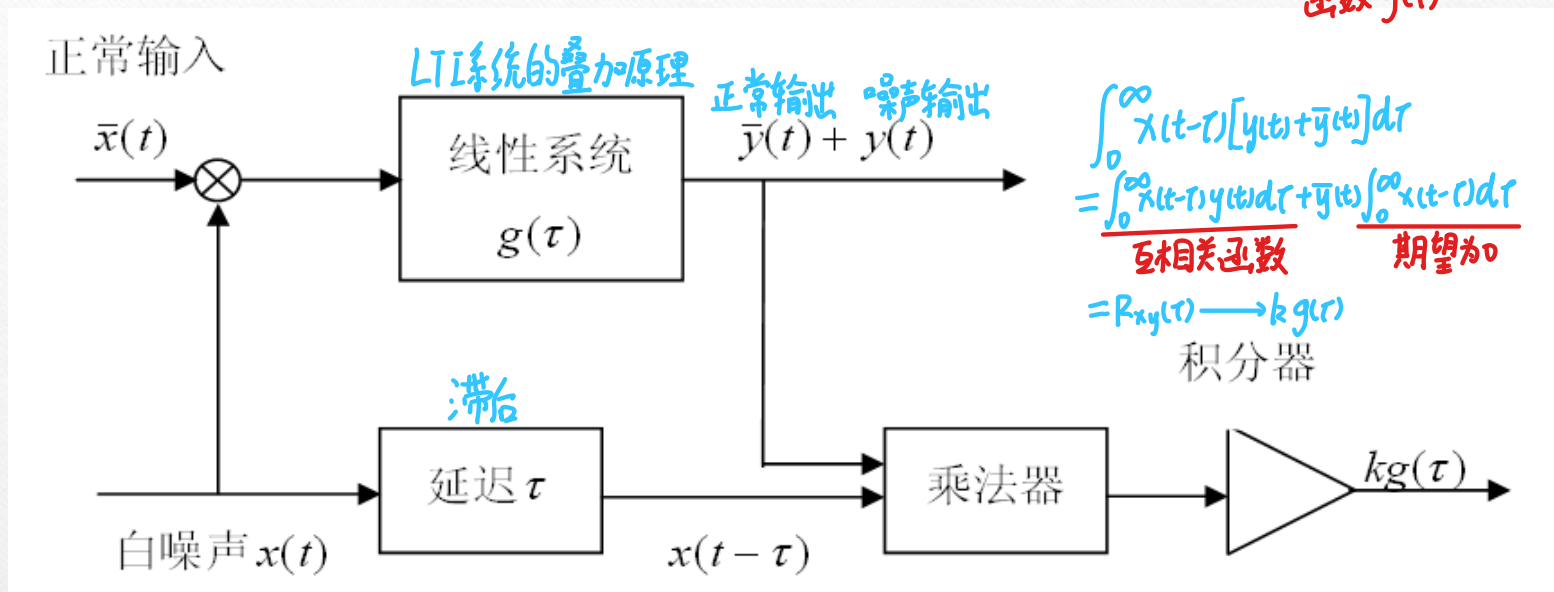 函数g(t)
正常输入
LTI系统的叠加原理
正常输出 噪声输出
x̅(t)
线性系统
g(τ)
y̅(t) + y(t)
∫₀^∞ x(t-τ)[y(t)+y̅(t)]dτ
=∫₀^∞ x(t-τ)y(t)dτ+y̅(t)∫₀^∞ x(t-τ)dτ
互相关函数 期望为0
=Rxy(τ)⟶kg(τ)
积分器
滞后
延迟τ
乘法器
kg(τ)
白噪声x(t)
x(t − τ)